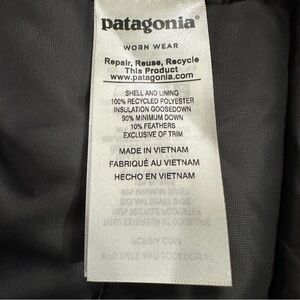 patagonia®
WORN WEAR
Repair, Reuse, Recycle
This Product
www.patagonia.com
SHELL AND LINING
100% RECYCLED POLYESTER
INSULATION GOOSEDOWN
90% MINIMUM DOWN
10% FEATHERS
EXCLUSIVE OF TRIM
MADE IN VIETNAM
FABRIQUÉ AU VIETNAM
HECHO EN VIETNAM